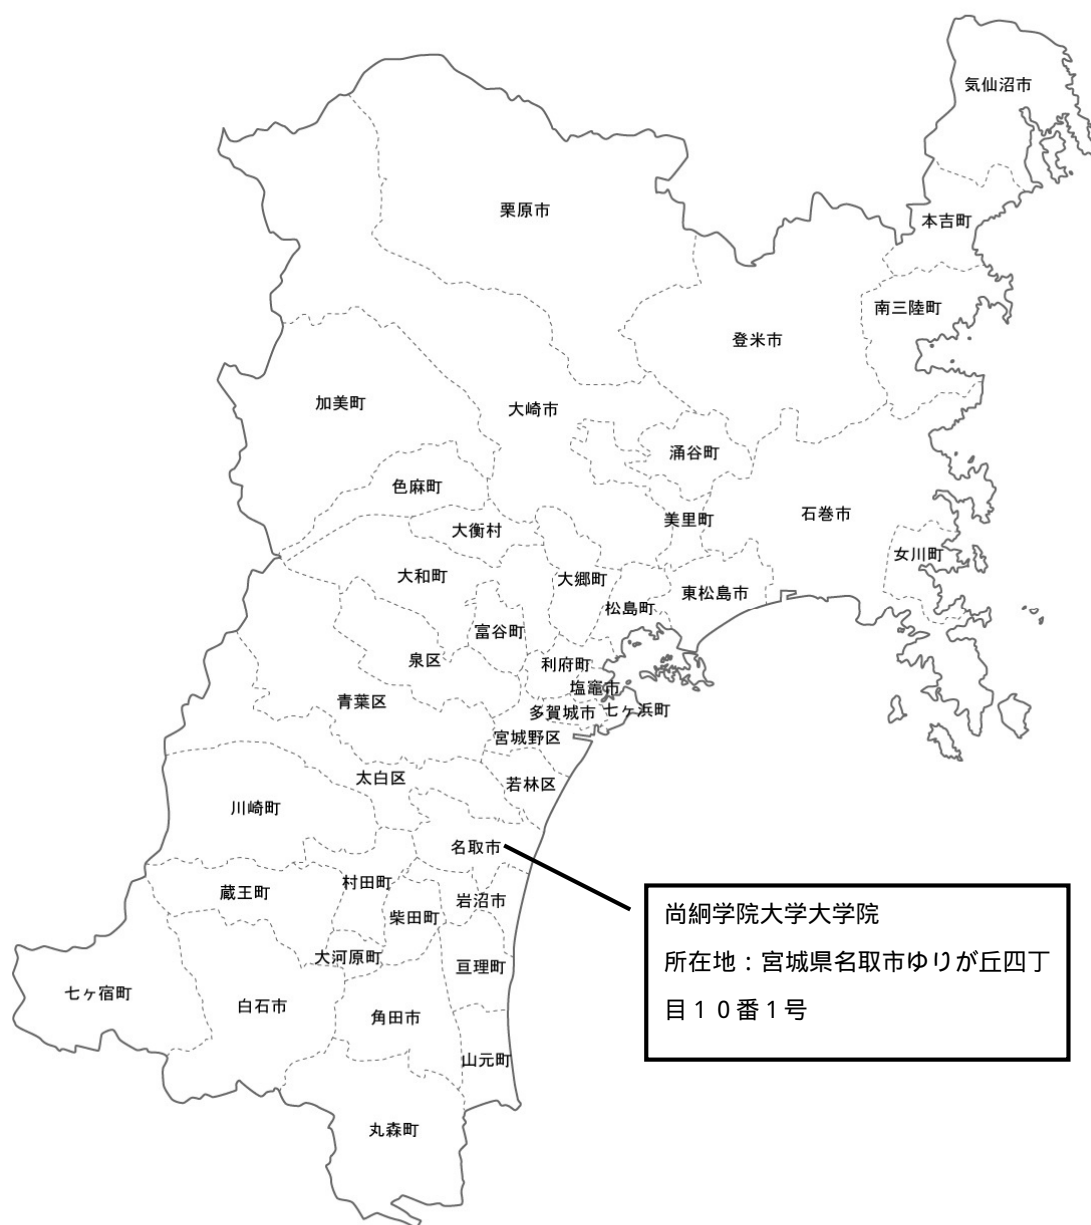 気仙沼市
栗原市
本吉町
南三陸町
登米市
加美町
大崎市
涌谷町
色麻町
石巻市
美里町
大衡村
女川町
大和町
大郷町
東松島市
松島町
富谷町
泉区
利府町
塩竈市
青葉区
多賀城市
七ヶ浜町
宮城野区
太白区
若林区
川崎町
名取市
村田町
蔵王町
岩沼市
柴田町
尚絅学院大学大学院
所在地：宮城県名取市ゆりが丘四丁
目１０番１号
大河原町
亘理町
七ヶ宿町
白石市
角田市
山元町
丸森町